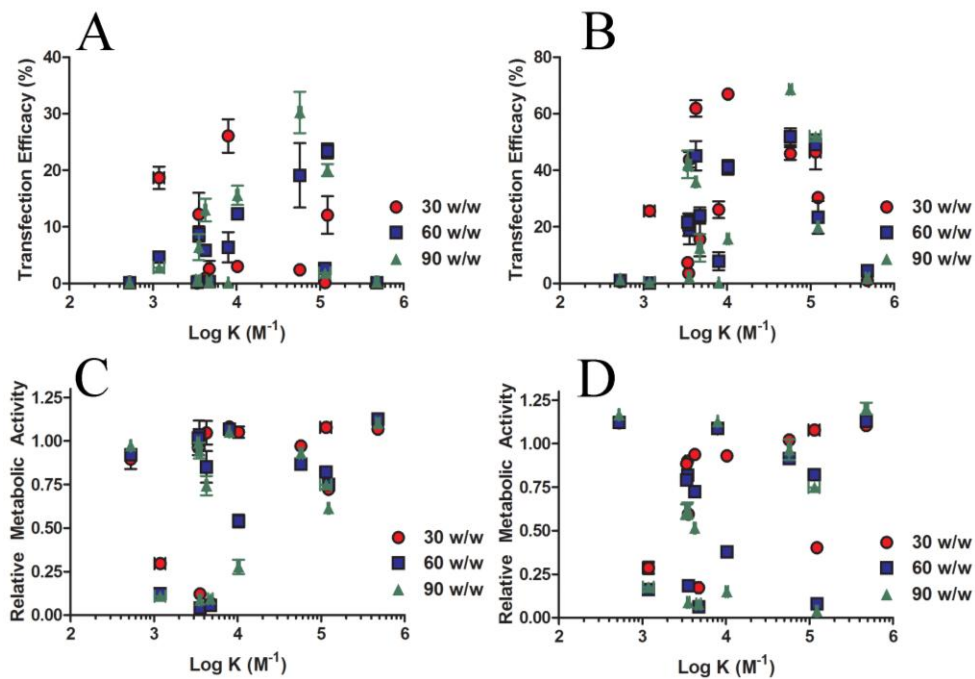 A
Transfection Efficacy (%)
40
30
20
10
0
2 3 4 5 6
Log K (M⁻¹)
30 w/w
60 w/w
90 w/w
B
Transfection Efficacy (%)
80
60
40
20
0
2 3 4 5 6
Log K (M⁻¹)
30 w/w
60 w/w
90 w/w
C
Relative Metabolic Activity
1.25
1.00
0.75
0.50
0.25
0.00
2 3 4 5 6
Log K (M⁻¹)
30 w/w
60 w/w
90 w/w
D
Relative Metabolic Activity
1.25
1.00
0.75
0.50
0.25
0.00
2 3 4 5 6
Log K (M⁻¹)
30 w/w
60 w/w
90 w/w